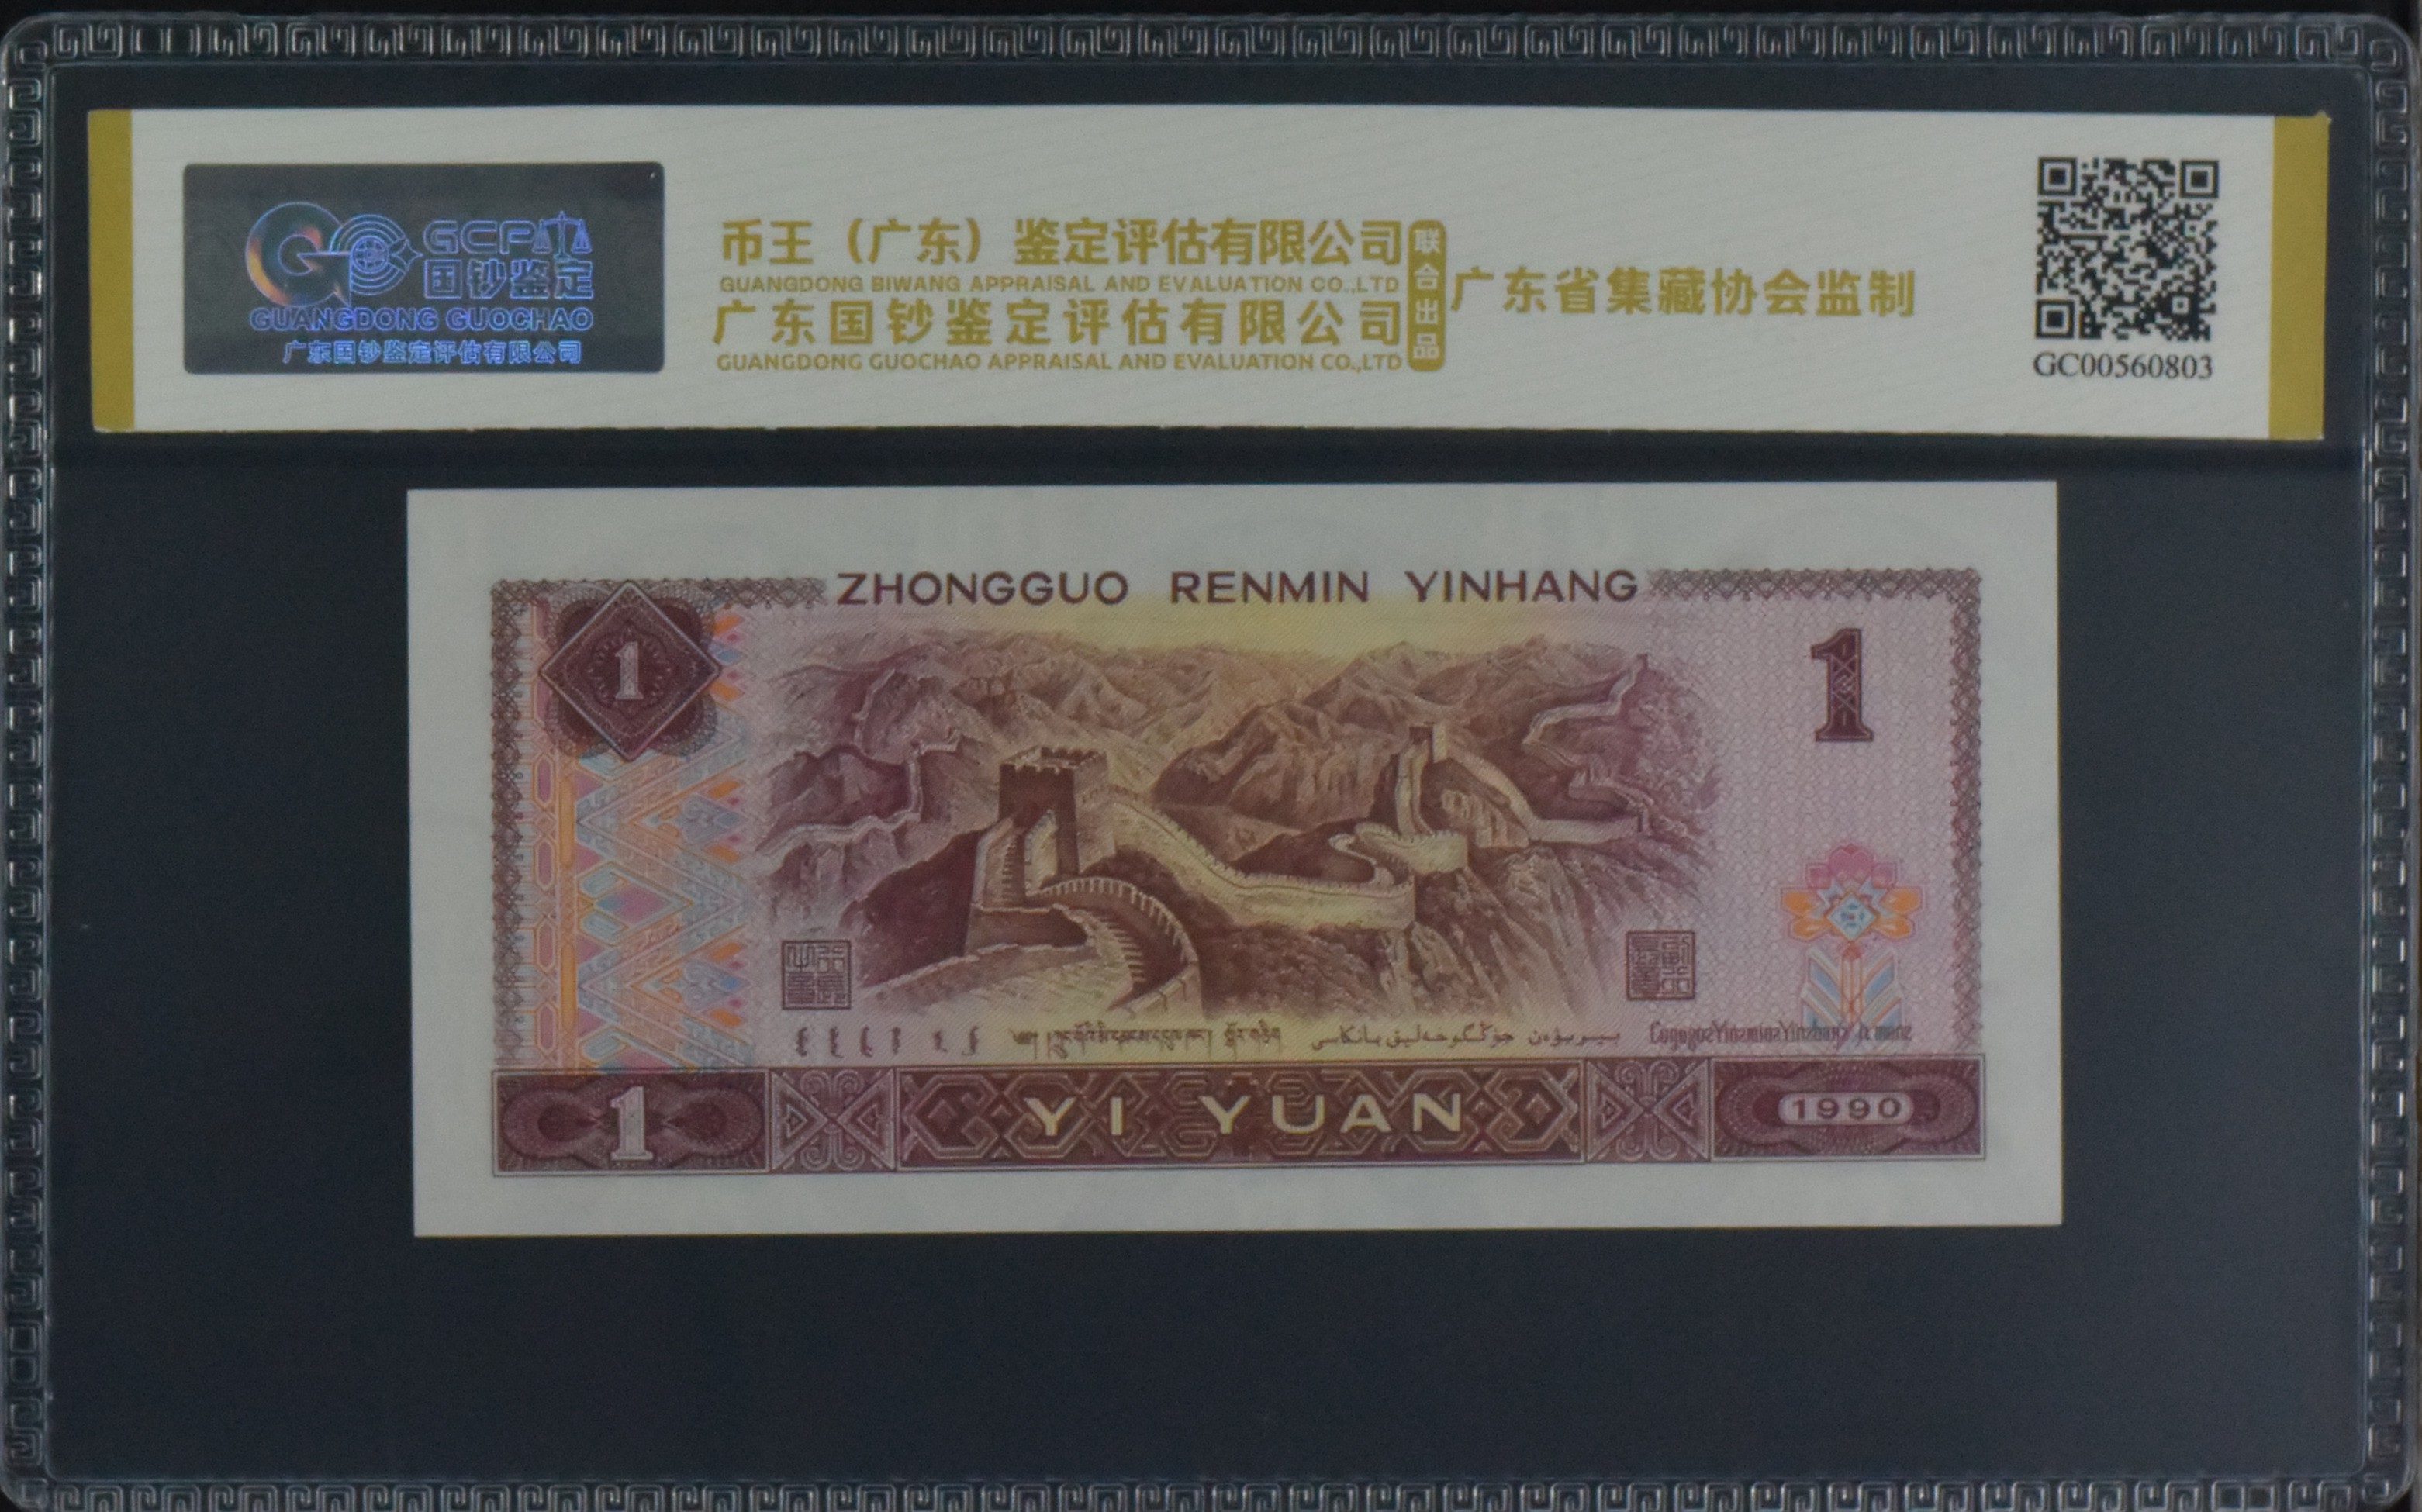 GCP
国钞鉴定
GUANGDONG GUOCHAO
广东国钞鉴定评估有限公司
币王（广东）鉴定评估有限公司
GUANGDONG BIWANG APPRAISAL AND EVALUATION CO.,LTD
广东国钞鉴定评估有限公司
GUANGDONG GUOCHAO APPRAISAL AND EVALUATION CO.,LTD
联合出品
广东省集藏协会监制
GC00560803
ZHONGGUO RENMIN YINHANG
1
1
1
YI YUAN
1990